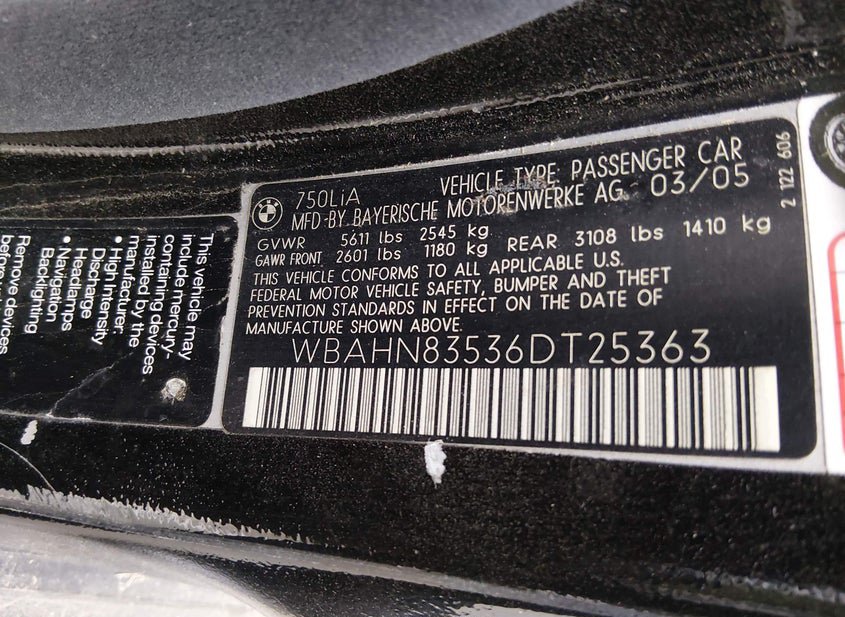 750LiA VEHICLE TYPE: PASSENGER CAR
MFD BY BAYERISCHE MOTORENWERKE AG. 03/05
GVWR 5611 lbs 2545 kg
GAWR FRONT 2601 lbs 1180 kg REAR 3108 lbs 1410 kg
THIS VEHICLE CONFORMS TO ALL APPLICABLE U.S.
FEDERAL MOTOR VEHICLE SAFETY, BUMPER AND THEFT
PREVENTION STANDARDS IN EFFECT ON THE DATE OF
MANUFACTURE SHOWN ABOVE.
WBAHN83536DT25363
2 122 606
This vehicle may
include mercury-
containing devices
installed by the
manufacturer:
• High Intensity
Discharge
Headlamps
• Navigation
Backlighting
Remove devices
before